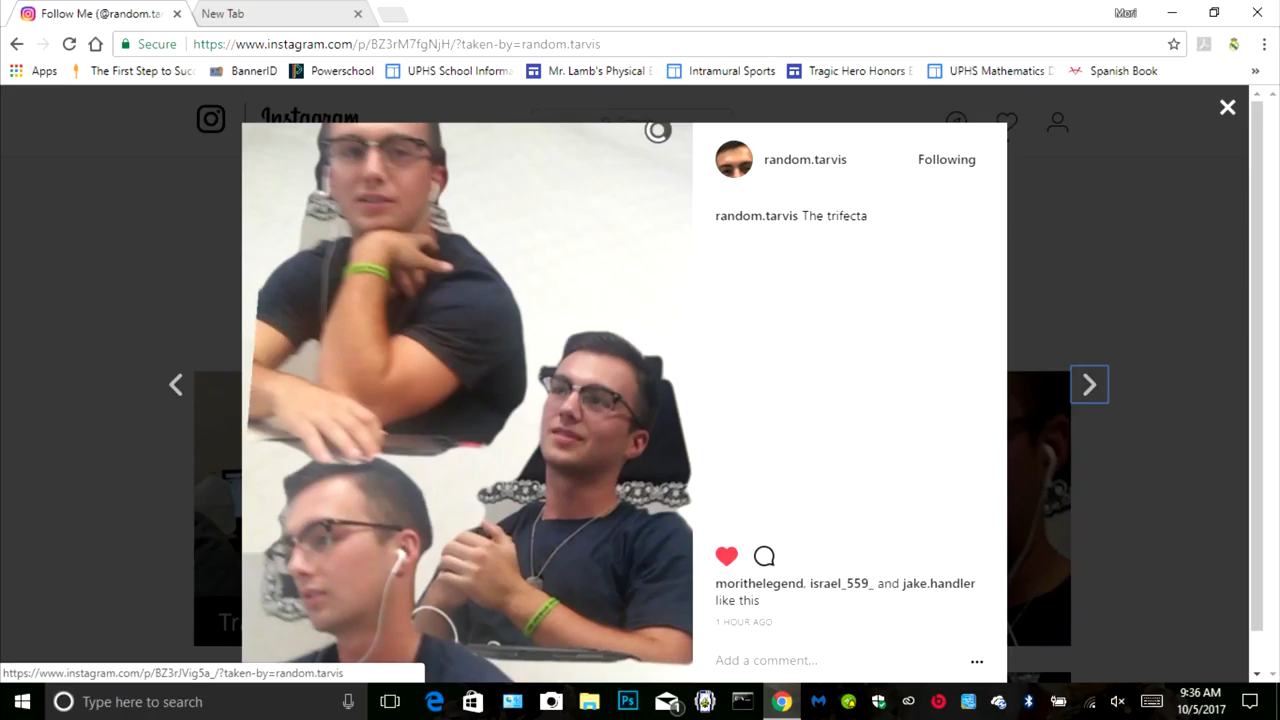 Follow Me (@random.ta
New Tab
Mori
Secure
https://www.instagram.com/p/BZ3rM7fgNjH/?taken-by=random.tarvis
Apps
The First Step to Succ
BannerID
Powerschool
UPHS School Informa
Mr. Lamb's Physical E
Intramural Sports
Tragic Hero Honors E
UPHS Mathematics D
Spanish Book
»
Instagram
random.tarvis
Following
random.tarvis The trifecta
morithelegend, israel_559_ and jake.handler
like this
1 HOUR AGO
Add a comment...
Tr
https://www.instagram.com/p/BZ3rJVig5a_/?taken-by=random.tarvis
Type here to search
1
9:36 AM
10/5/2017